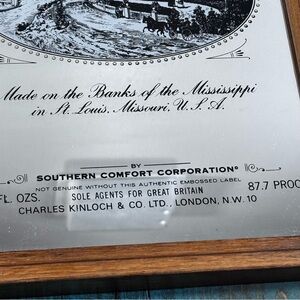 Made on the Banks of the Mississippi
in St. Louis, Missouri, U. S. A.
BY
SOUTHERN COMFORT CORPORATION®
NOT GENUINE WITHOUT THIS AUTHENTIC EMBOSSED LABEL
FL. OZS. SOLE AGENTS FOR GREAT BRITAIN 87.7 PROO
CHARLES KINLOCH & CO. LTD., LONDON, N.W. 10